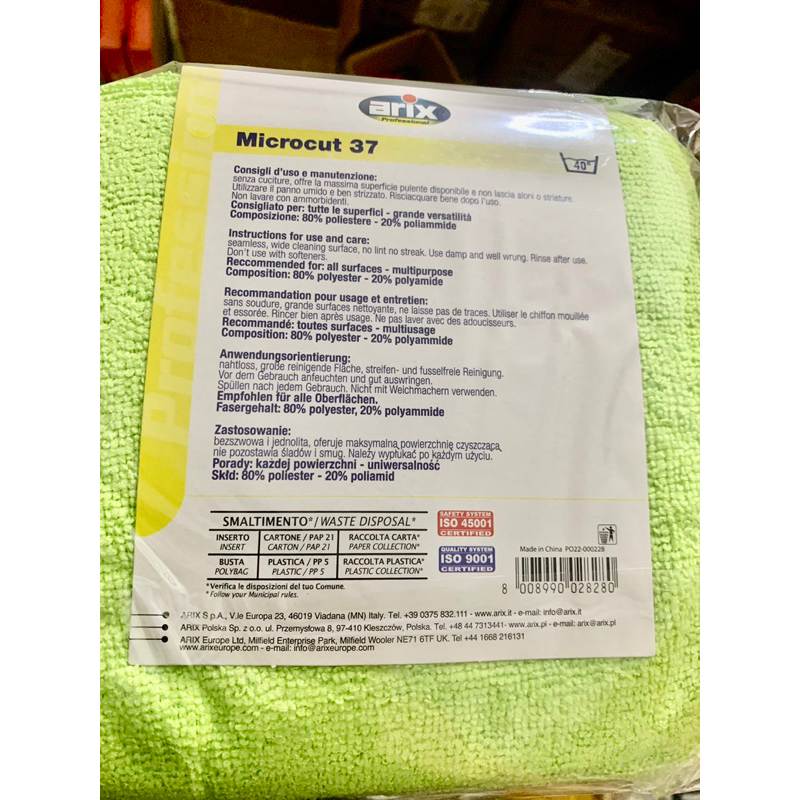 arix
Professional
Microcut 37
40°
Professional
Consigli d'uso e manutenzione:
senza cuciture, offre la massima superficie pulente disponibile e non lascia aloni o striature.
Utilizzare il panno umido e ben strizzato. Risciacquare bene dopo l'uso.
Non lavare con ammorbidenti.
Consigliato per: tutte le superfici - grande versatilità
Composizione: 80% poliestere - 20% poliammide
Instructions for use and care:
seamless, wide cleaning surface, no lint no streak. Use damp and well wrung. Rinse after use.
Don't use with softeners.
Reccommended for: all surfaces - multipurpose
Composition: 80% polyester - 20% polyamide
Recommandation pour usage et entretien:
sans soudure, grande surfaces nettoyante, ne laisse pas de traces. Utiliser le chiffon mouillée
et essorée. Rincer bien après usage. Ne pas laver avec des adoucisseurs.
Recommandé: toutes surfaces - multiusage
Composition: 80% polyester - 20% polyammide
Anwendungsorientierung:
nahtloss, große reinigende Fläche, streifen- und fusselfreie Reinigung.
Vor dem Gebrauch anfeuchten und gut auswringen.
Spüllen nach jedem Gebrauch. Nicht mit Weichmachern verwenden.
Empfohlen für alle Oberflächen.
Fasergehalt: 80% polyester, 20% polyammide
Zastosowanie:
bezszwowa i jednolita, oferuje maksymalną powierzchnię czyszczącą,
nie pozostawia śladów i smug. Należy wypłukać po każdym użyciu.
Porady: każdej powierzchni - uniwersalność
Skłd: 80% poliester - 20% poliamid
SMALTIMENTO*/WASTE DISPOSAL*
INSERTO CARTONE / PAP 21 RACCOLTA CARTA*
INSERT CARTON / PAP 21 PAPER COLLECTION*
BUSTA PLASTICA / PP 5 RACCOLTA PLASTICA*
POLYBAG PLASTIC / PP 5 PLASTIC COLLECTION*
*Verifica le disposizioni del tuo Comune.
* Follow your Municipal rules.
SAFETY SYSTEM
ISO 45001
CERTIFIED
QUALITY SYSTEM
ISO 9001
CERTIFIED
Made in China PO22-00022B
8 008990 028280
ARIX S.p.A., V.le Europa 23, 46019 Viadana (MN) Italy. Tel. +39 0375 832.111 - www.arix.it - e-mail: info@arix.it
ARIX Polska Sp. z o.o. ul. Przemysłowa 8, 97-410 Kleszczów, Polska. Tel. +48 44 7313441- www.arix.pl - e-mail: arix@arix.pl
ARIX Europe Ltd, Milfield Enterprise Park, Milfield Wooler NE71 6TF UK. Tel +44 1668 216131
www.arixeurope.com - e-mail: info@arixeurope.com